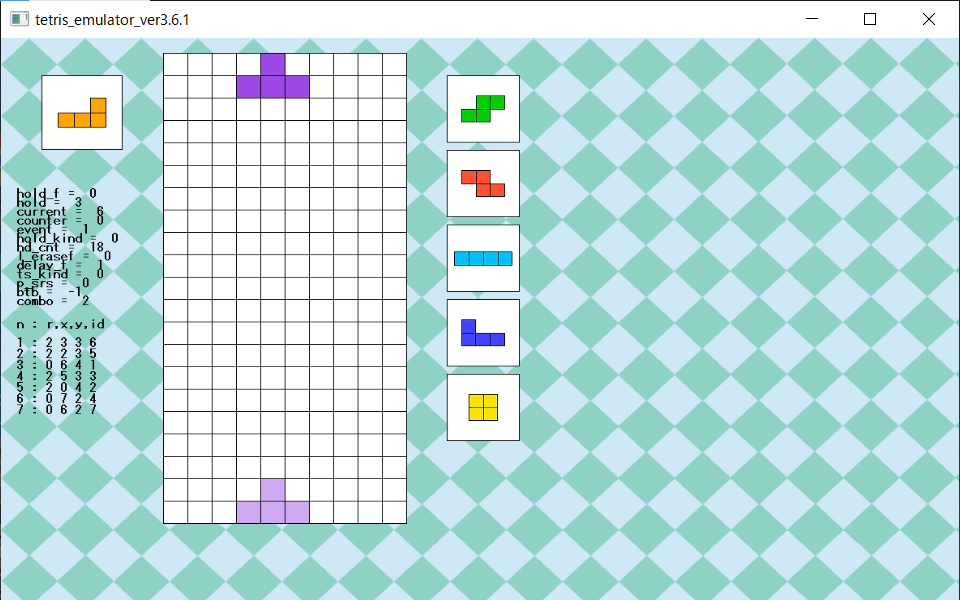 tetris_emulator_ver3.6.1
hold_f = 0
hold = 3
current = 6
counter = 0
event = 1
hold_kind = 0
hd_cnt = 18
l_erasef = 0
delay_f = 1
ts_kind = 0
p_srs = 0
btb = -1
combo = 2
n : r,x,y,id
1 : 2 3 3 6
2 : 2 2 3 5
3 : 0 6 4 1
4 : 2 5 3 3
5 : 2 0 4 2
6 : 0 7 2 4
7 : 0 6 2 7